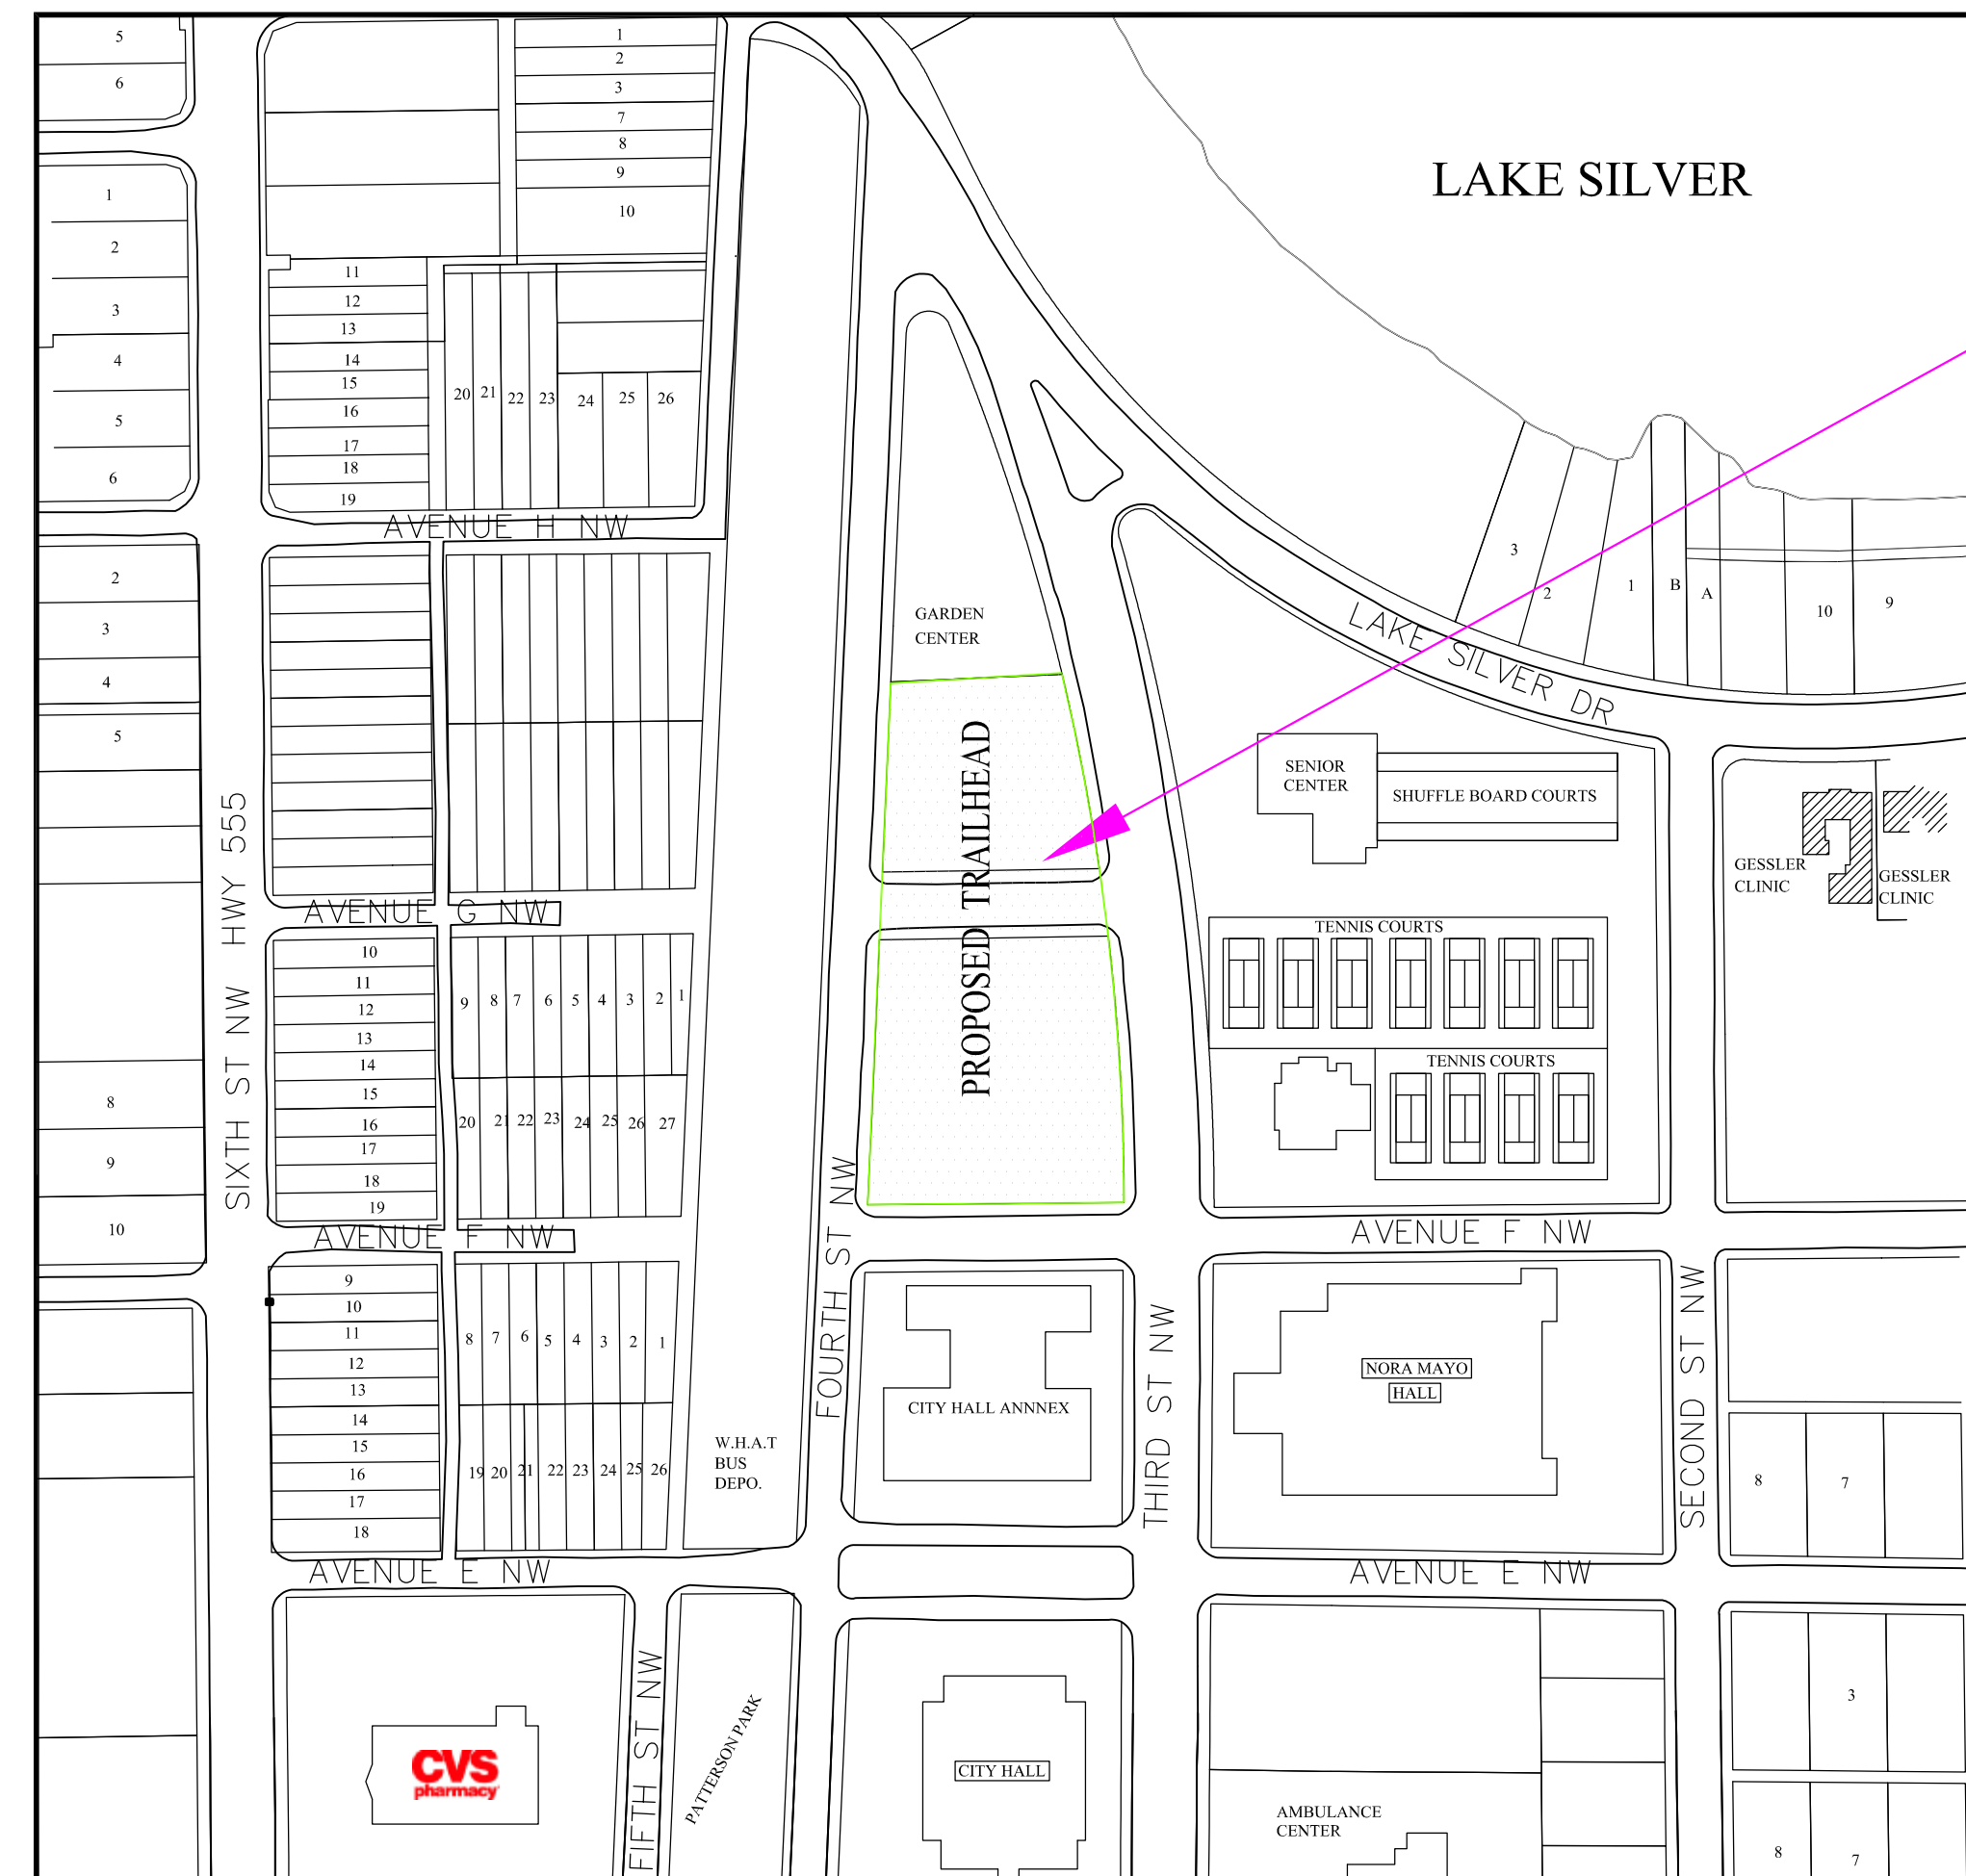 5
6
1
2
3
4
5
6
2
3
4
5
8
9
10
1
2
3
7
8
9
10
11
12
13
14
15
16
17
18
19
20 21 22 23 24 25 26
AVENUE H NW
LAKE SILVER
3 2 1 B A 10 9
LAKE SILVER DR
GARDEN
CENTER
PROPOSED TRAILHEAD
SENIOR
CENTER
SHUFFLE BOARD COURTS
GESSLER
CLINIC
GESSLER
CLINIC
HWY 555
SIXTH ST NW
AVENUE G NW
10
11
12
13
14
15
16
17
18
19
9 8 7 6 5 4 3 2 1
20 21 22 23 24 25 26 27
TENNIS COURTS
TENNIS COURTS
AVENUE F NW
AVENUE F NW
9
10
11
12
13
14
15
16
17
18
8 7 6 5 4 3 2 1
19 20 21 22 23 24 25 26
W.H.A.T
BUS
DEPO.
FOURTH ST NW
CITY HALL ANNNEX
THIRD ST NW
NORA MAYO
HALL
SECOND ST NW
8 7
AVENUE E NW
AVENUE E NW
CVS
pharmacy
FIFTH ST NW
PATTERSON PARK
CITY HALL
AMBULANCE
CENTER
3
8 7